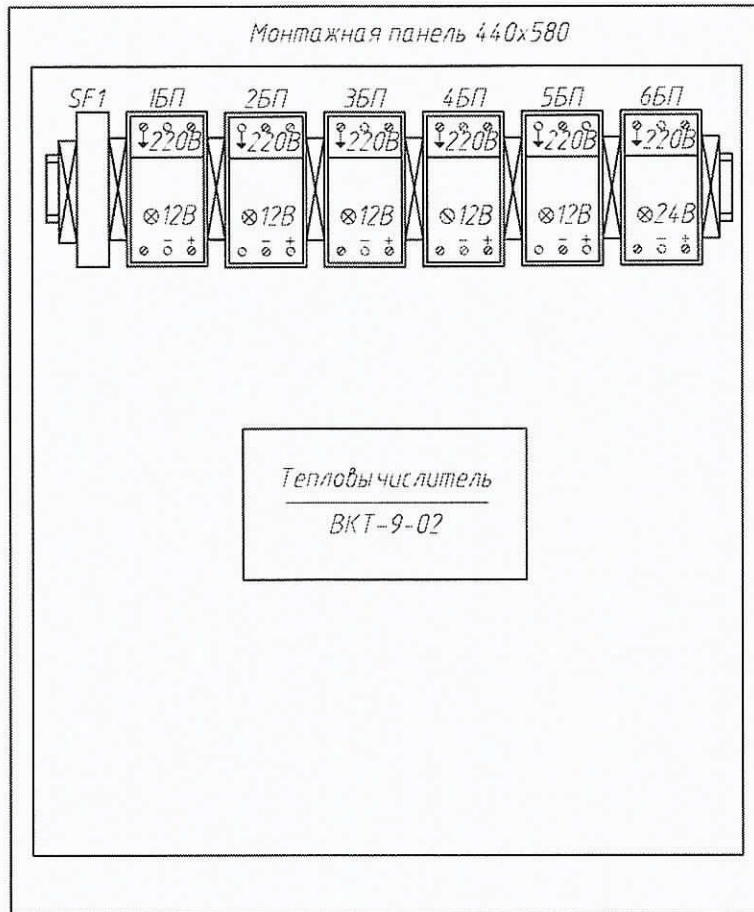 Монтажная панель 440х580
SF1 1БП 2БП 3БП 4БП 5БП 6БП
220В 220В 220В 220В 220В 220В
12В 12В 12В 12В 12В 24В
− + − + − + − + − + − +
Тепловычислитель
ВКТ-9-02